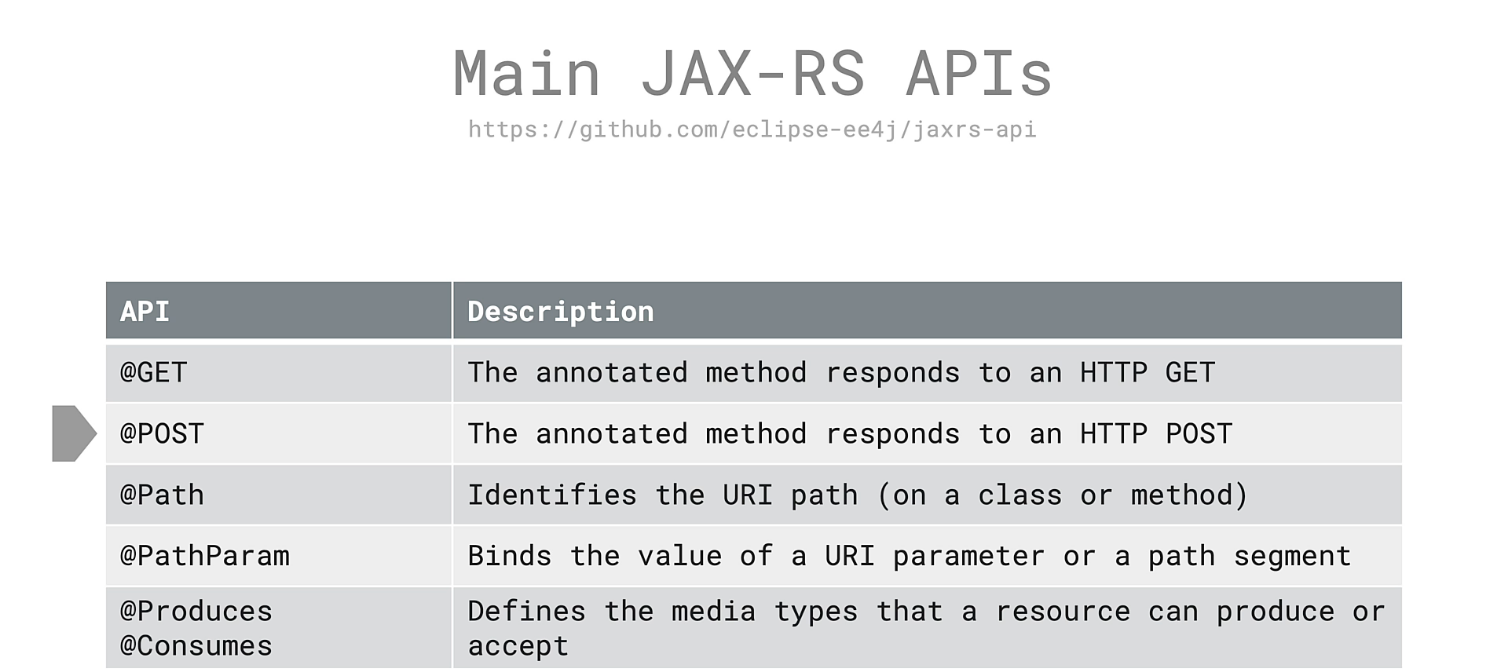 Main JAX-RS APIs
https://github.com/eclipse-ee4j/jaxrs-api
API Description
@GET The annotated method responds to an HTTP GET
@POST The annotated method responds to an HTTP POST
@Path Identifies the URI path (on a class or method)
@PathParam Binds the value of a URI parameter or a path segment
@Produces Defines the media types that a resource can produce or
@Consumes accept